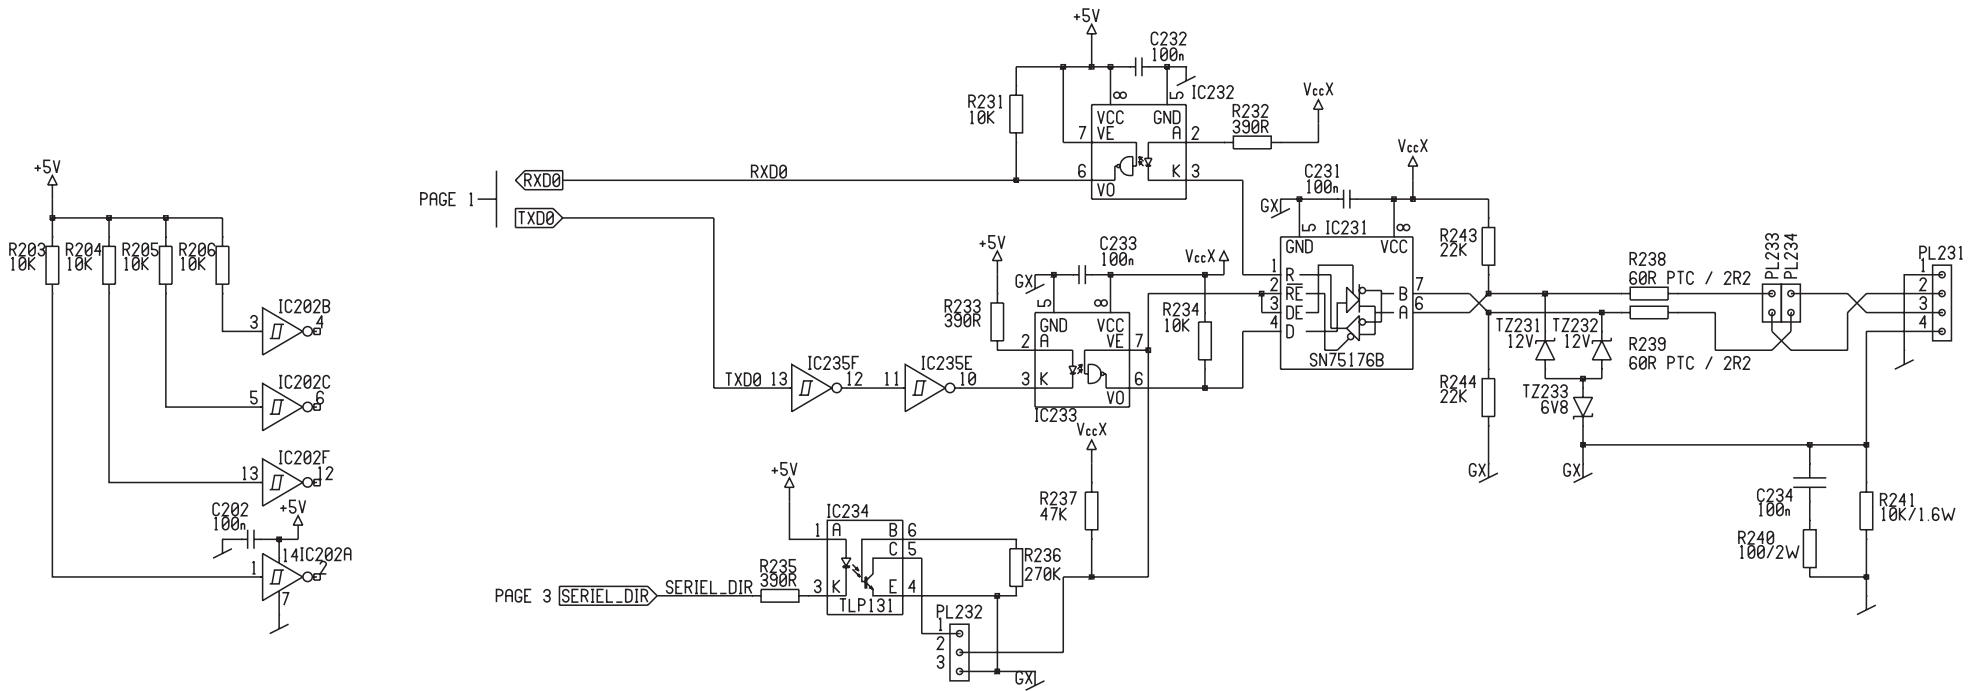 +5V
R203
10K
R204
10K
R205
10K
R206
10K
3
IC202B
4
5
IC202C
6
13
IC202F
12
C202
100n
+5V
1
14
IC202A
2
7
PAGE 1
RXD0
TXD0
RXD0
R231
10K
+5V
C232
100n
8
5
IC232
VCC
GND
7
VE
A
2
6
K
3
VO
R232
390R
VccX
TXD0
13
IC235F
12
11
IC235E
10
+5V
R233
390R
C233
100n
GX
5
8
VccX
GND
VCC
2
A
VE
7
3
K
6
VO
IC233
R234
10K
VccX
C231
100n
GX
5
IC231
8
GND
VCC
1
R
2
RE
3
DE
4
D
B
7
A
6
SN75176B
R243
22K
R244
22K
GX
R238
60R PTC / 2R2
R239
60R PTC / 2R2
TZ231
12V
TZ232
12V
TZ233
6V8
GX
PL233
PL234
PL231
1
2
3
4
C234
100n
R240
100/2W
R241
10K/1.6W
VccX
R237
47K
+5V
IC234
1
A
B
6
C
5
3
K
E
4
TLP131
R235
390R
PAGE 3
SERIEL_DIR
SERIEL_DIR
R236
270K
PL232
1
2
3
GX